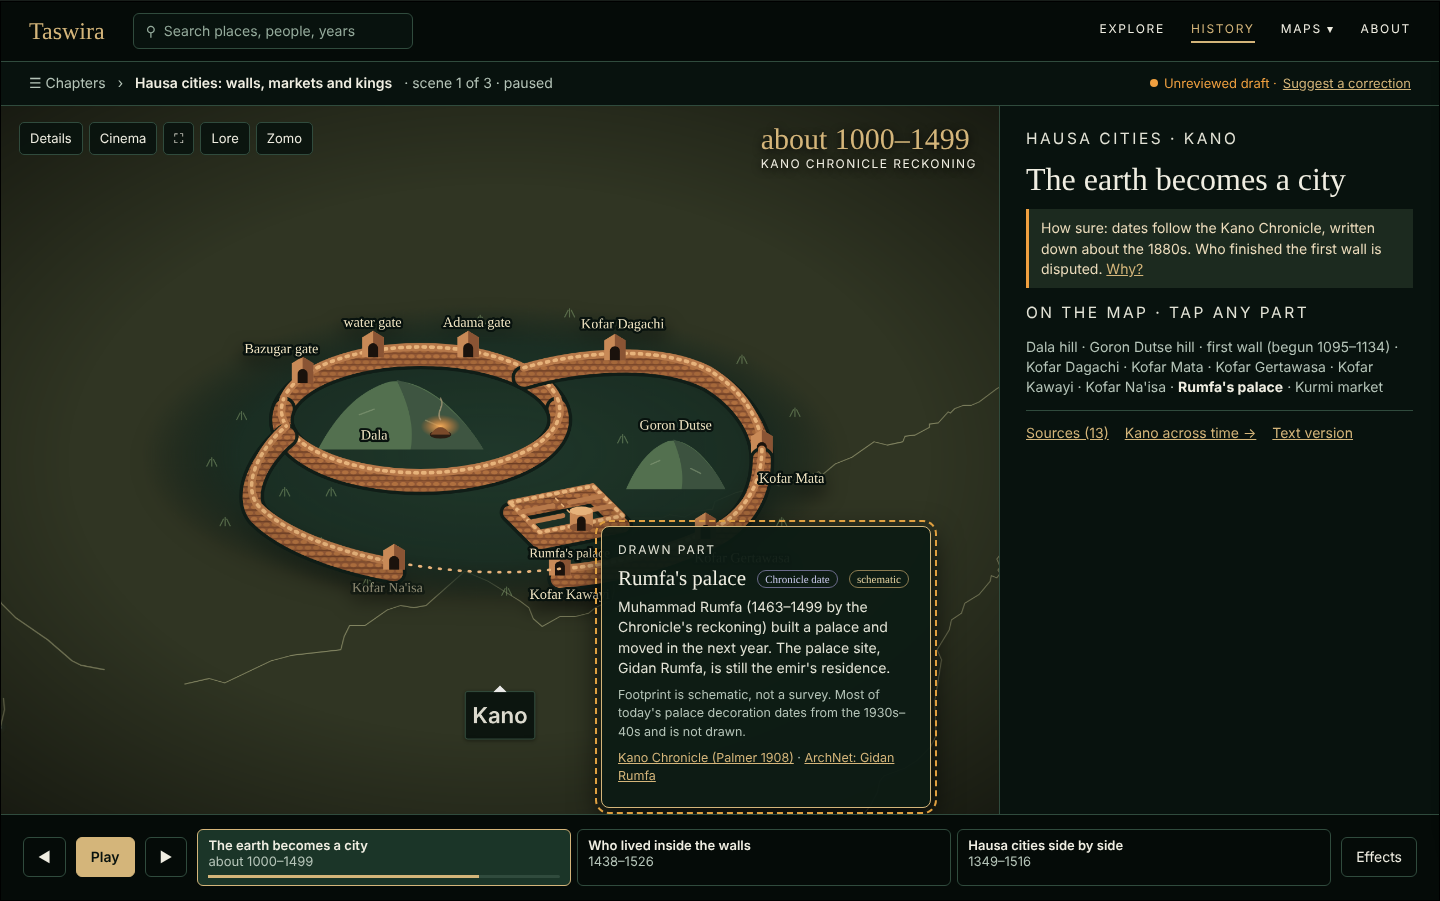 Taswira
Search places, people, years
EXPLORE
HISTORY
MAPS ▾
ABOUT
☰ Chapters › Hausa cities: walls, markets and kings · scene 1 of 3 · paused
Unreviewed draft · Suggest a correction
Details
Cinema
Lore
Zomo
about 1000–1499
KANO CHRONICLE RECKONING
water gate
Adama gate
Kofar Dagachi
Bazugar gate
Dala
Goron Dutse
Kofar Mata
Rumfa's palace
Kofar Na'isa
Kofar Kawayi
Kofar Gertawasa
Kano
DRAWN PART
Rumfa's palace Chronicle date schematic
Muhammad Rumfa (1463–1499 by the
Chronicle's reckoning) built a palace and
moved in the next year. The palace site,
Gidan Rumfa, is still the emir's residence.
Footprint is schematic, not a survey. Most of
today's palace decoration dates from the 1930s–
40s and is not drawn.
Kano Chronicle (Palmer 1908) · ArchNet: Gidan
Rumfa
HAUSA CITIES · KANO
The earth becomes a city
How sure: dates follow the Kano Chronicle, written
down about the 1880s. Who finished the first wall is
disputed. Why?
ON THE MAP · TAP ANY PART
Dala hill · Goron Dutse hill · first wall (begun 1095–1134) ·
Kofar Dagachi · Kofar Mata · Kofar Gertawasa · Kofar
Kawayi · Kofar Na'isa · Rumfa's palace · Kurmi market
Sources (13) Kano across time → Text version
Play
The earth becomes a city
about 1000–1499
Who lived inside the walls
1438–1526
Hausa cities side by side
1349–1516
Effects